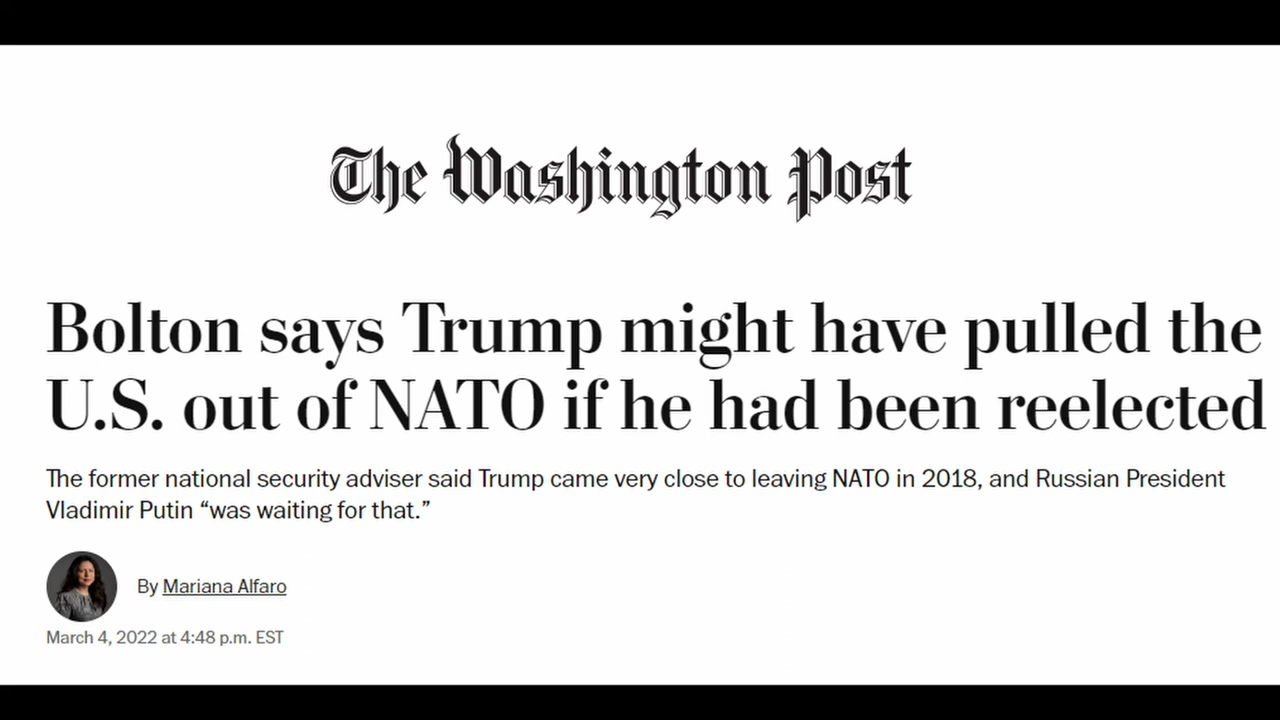 The Washington Post
Bolton says Trump might have pulled the
U.S. out of NATO if he had been reelected
The former national security adviser said Trump came very close to leaving NATO in 2018, and Russian President
Vladimir Putin “was waiting for that.”
By Mariana Alfaro
March 4, 2022 at 4:48 p.m. EST